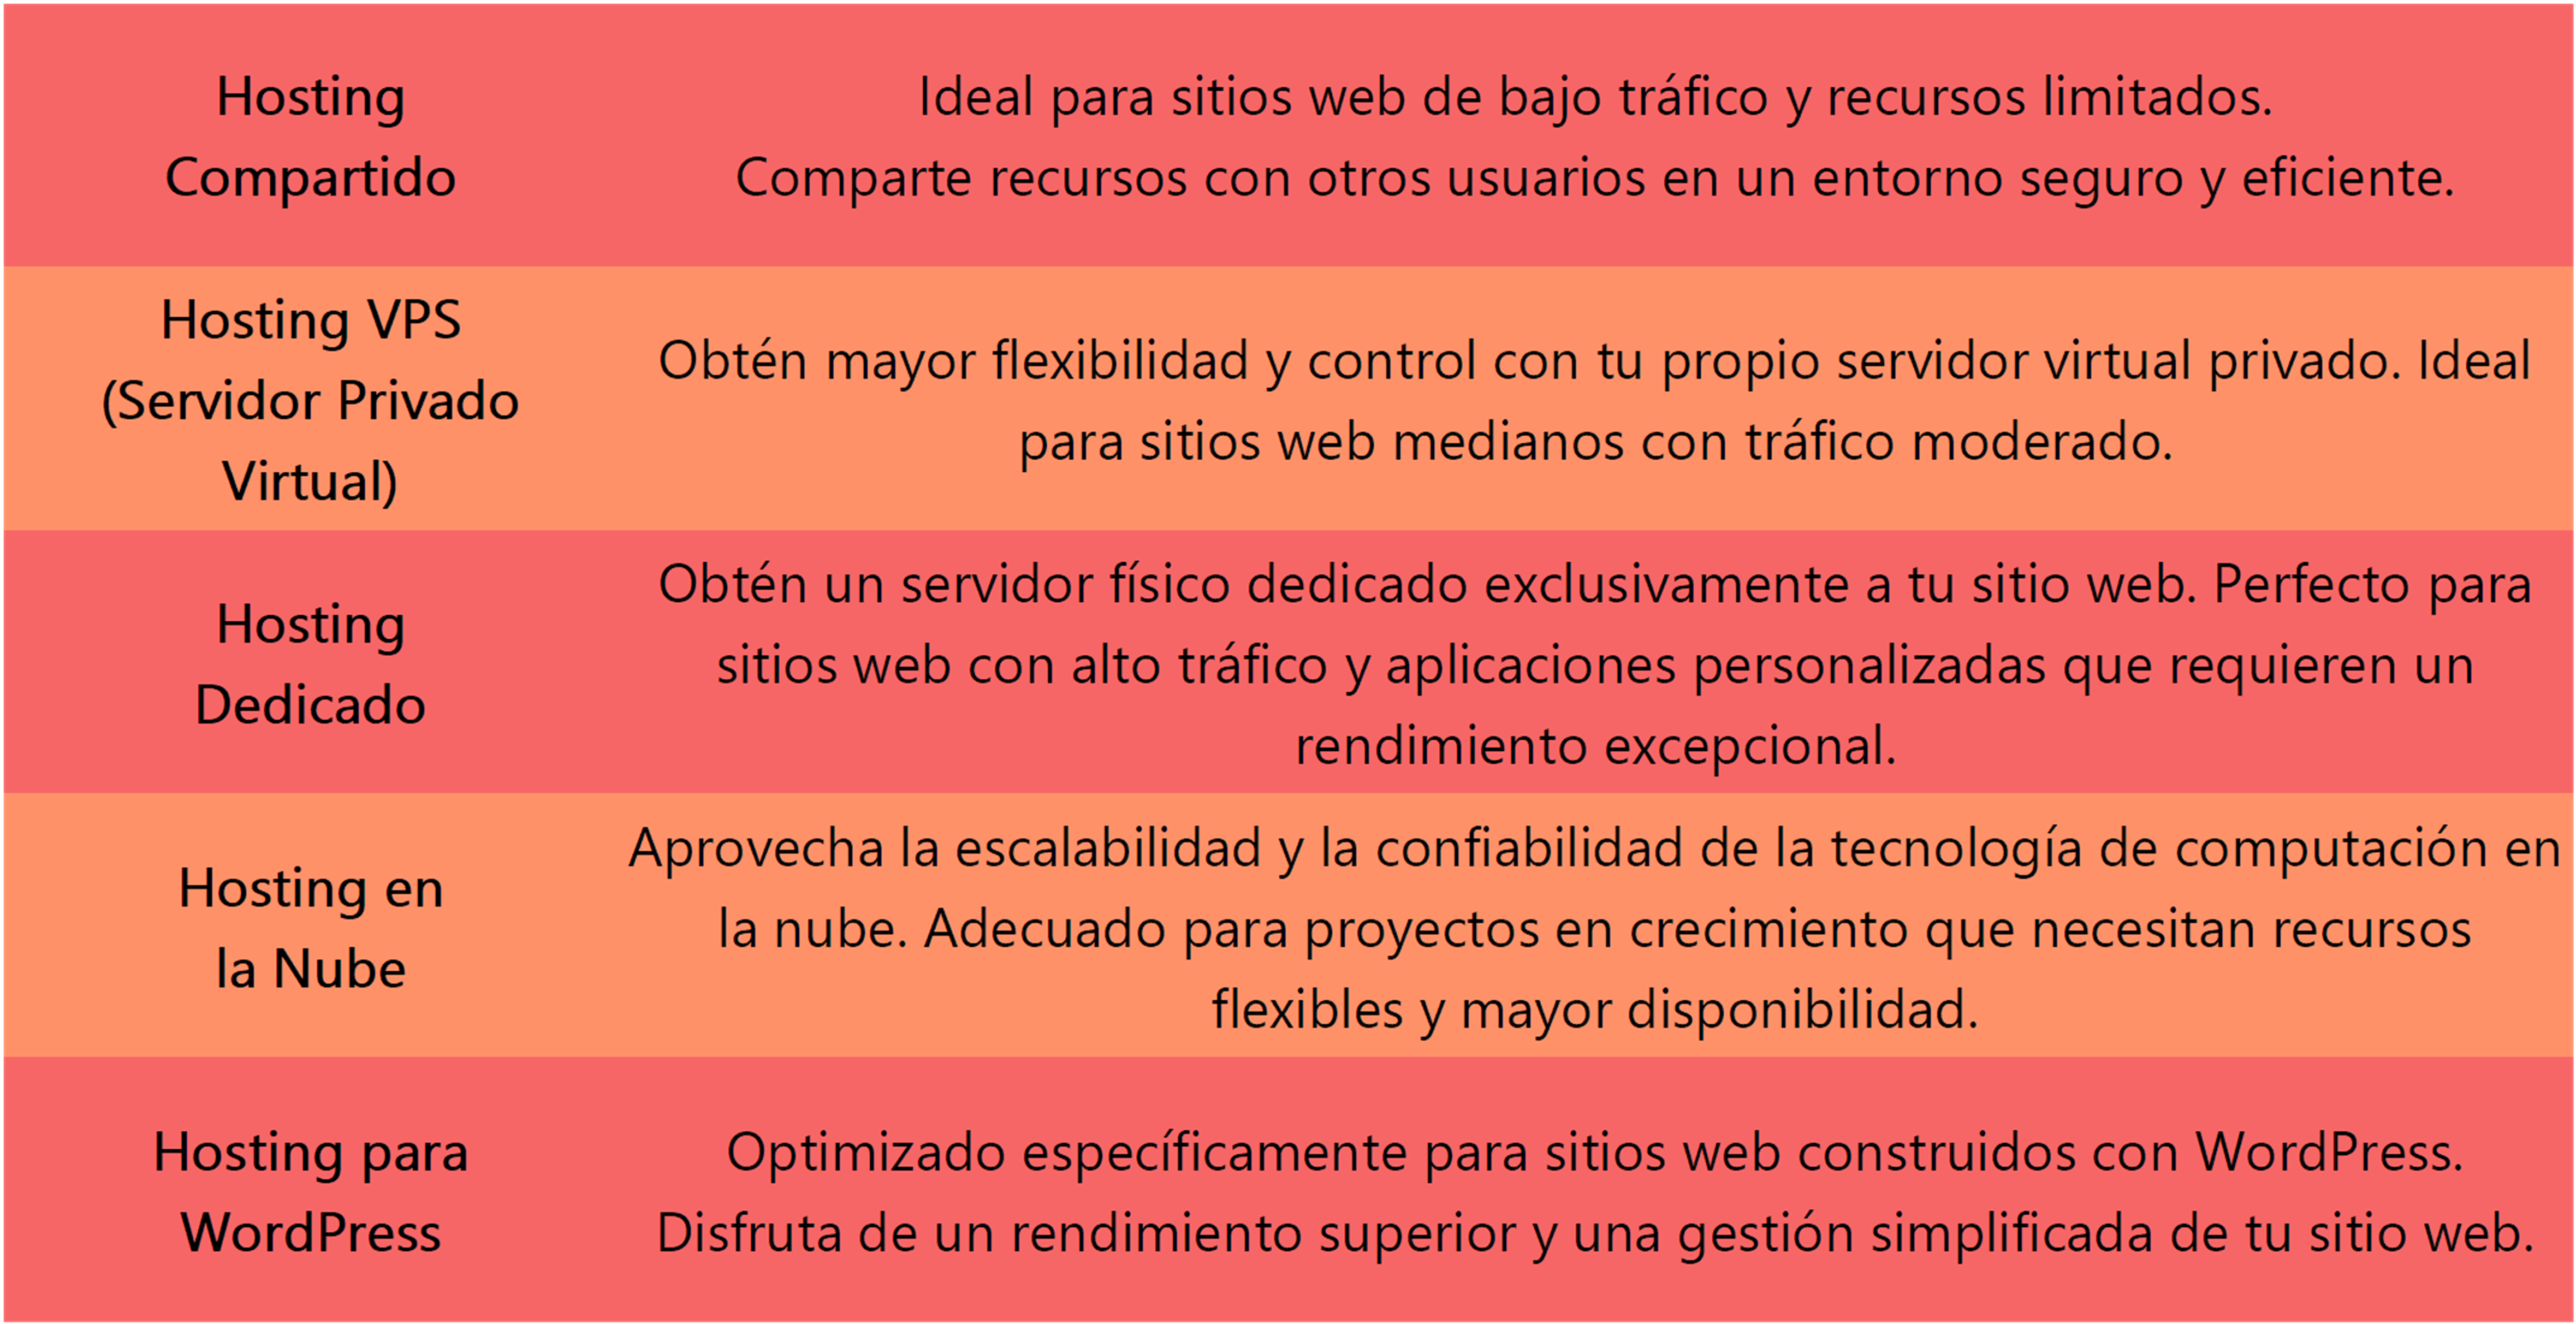 Hosting
Compartido
Ideal para sitios web de bajo tráfico y recursos limitados.
Comparte recursos con otros usuarios en un entorno seguro y eficiente.
Hosting VPS
(Servidor Privado
Virtual)
Obtén mayor flexibilidad y control con tu propio servidor virtual privado. Ideal
para sitios web medianos con tráfico moderado.
Hosting
Dedicado
Obtén un servidor físico dedicado exclusivamente a tu sitio web. Perfecto para
sitios web con alto tráfico y aplicaciones personalizadas que requieren un
rendimiento excepcional.
Hosting en
la Nube
Aprovecha la escalabilidad y la confiabilidad de la tecnología de computación en
la nube. Adecuado para proyectos en crecimiento que necesitan recursos
flexibles y mayor disponibilidad.
Hosting para
WordPress
Optimizado específicamente para sitios web construidos con WordPress.
Disfruta de un rendimiento superior y una gestión simplificada de tu sitio web.